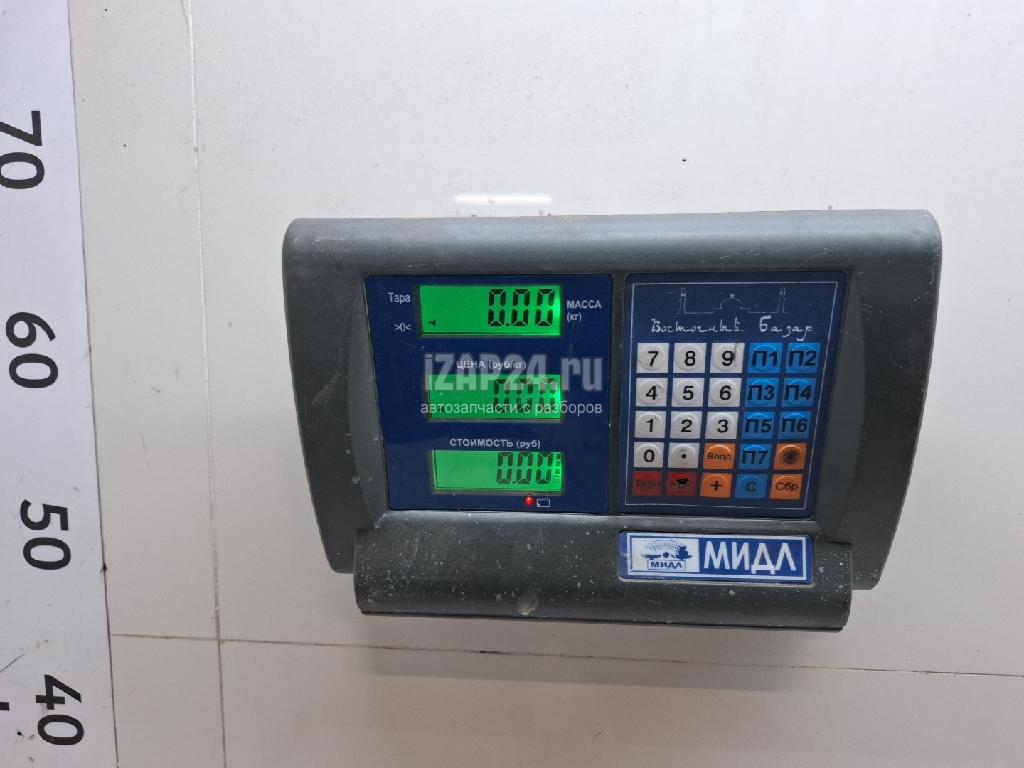 70
60
50
40
Тара
>0<
0.00
МАССА
(кг)
ЦЕНА (руб/кг)
0.00
СТОИМОСТЬ (руб)
0.00
iZAP24.ru
автозапчасти с разборов
Восточный базар
7 8 9 П1 П2
4 5 6 П3 П4
1 2 3 П5 П6
0 • Ввод П7
Тара + С Сбр
МИДЛ
МИДЛ